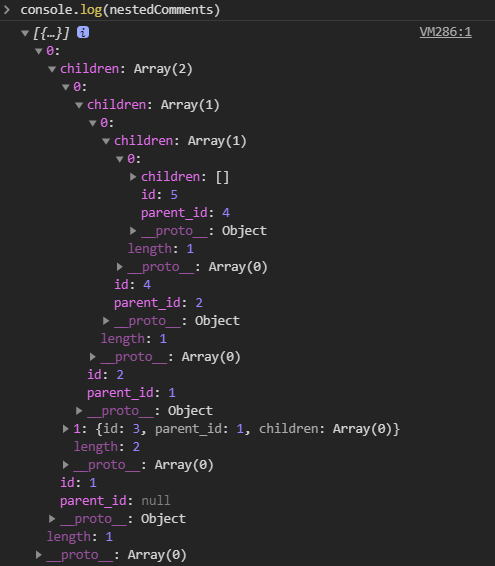 console.log(nestedComments)
[{…}] i VM286:1
0:
children: Array(2)
0:
children: Array(1)
0:
children: Array(1)
0:
children: []
id: 5
parent_id: 4
__proto__: Object
length: 1
__proto__: Array(0)
id: 4
parent_id: 2
__proto__: Object
length: 1
__proto__: Array(0)
id: 2
parent_id: 1
__proto__: Object
1: {id: 3, parent_id: 1, children: Array(0)}
length: 2
__proto__: Array(0)
id: 1
parent_id: null
__proto__: Object
length: 1
__proto__: Array(0)